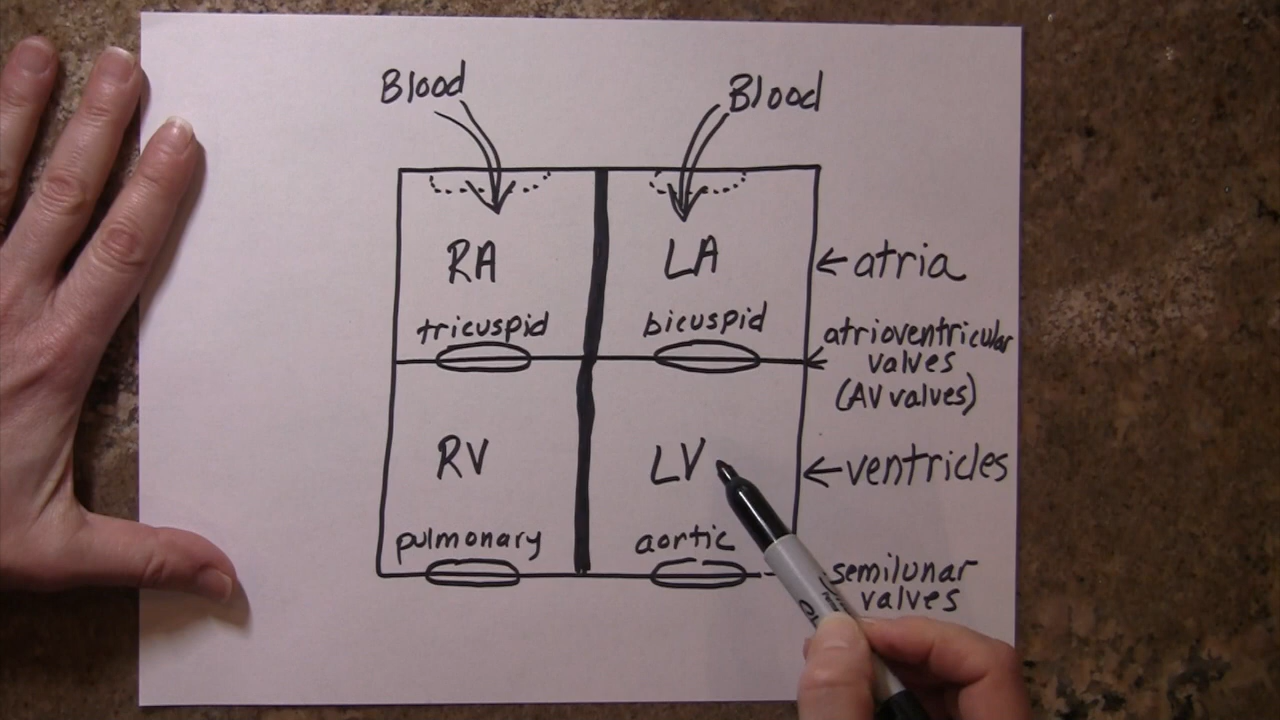 Blood
Blood
RA
LA
← atria
tricuspid
bicuspid
atrioventricular
valves
(AV valves)
RV
LV
← ventricles
pulmonary
aortic
semilunar
valves